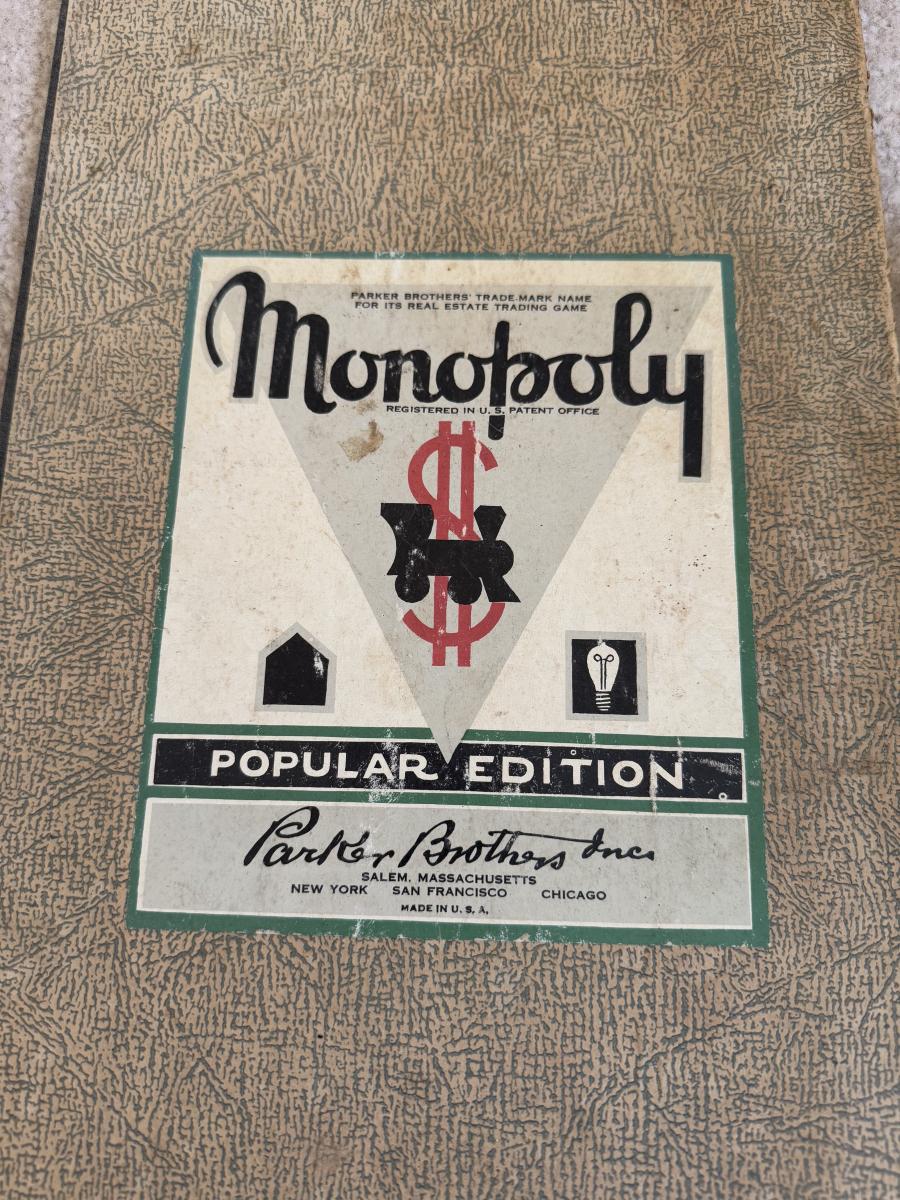 PARKER BROTHERS' TRADE-MARK NAME
FOR ITS REAL ESTATE TRADING GAME
Monopoly
REGISTERED IN U. S. PATENT OFFICE
$
POPULAR EDITION
Parker Brothers Inc.
SALEM, MASSACHUSETTS
NEW YORK SAN FRANCISCO CHICAGO
MADE IN U. S. A.